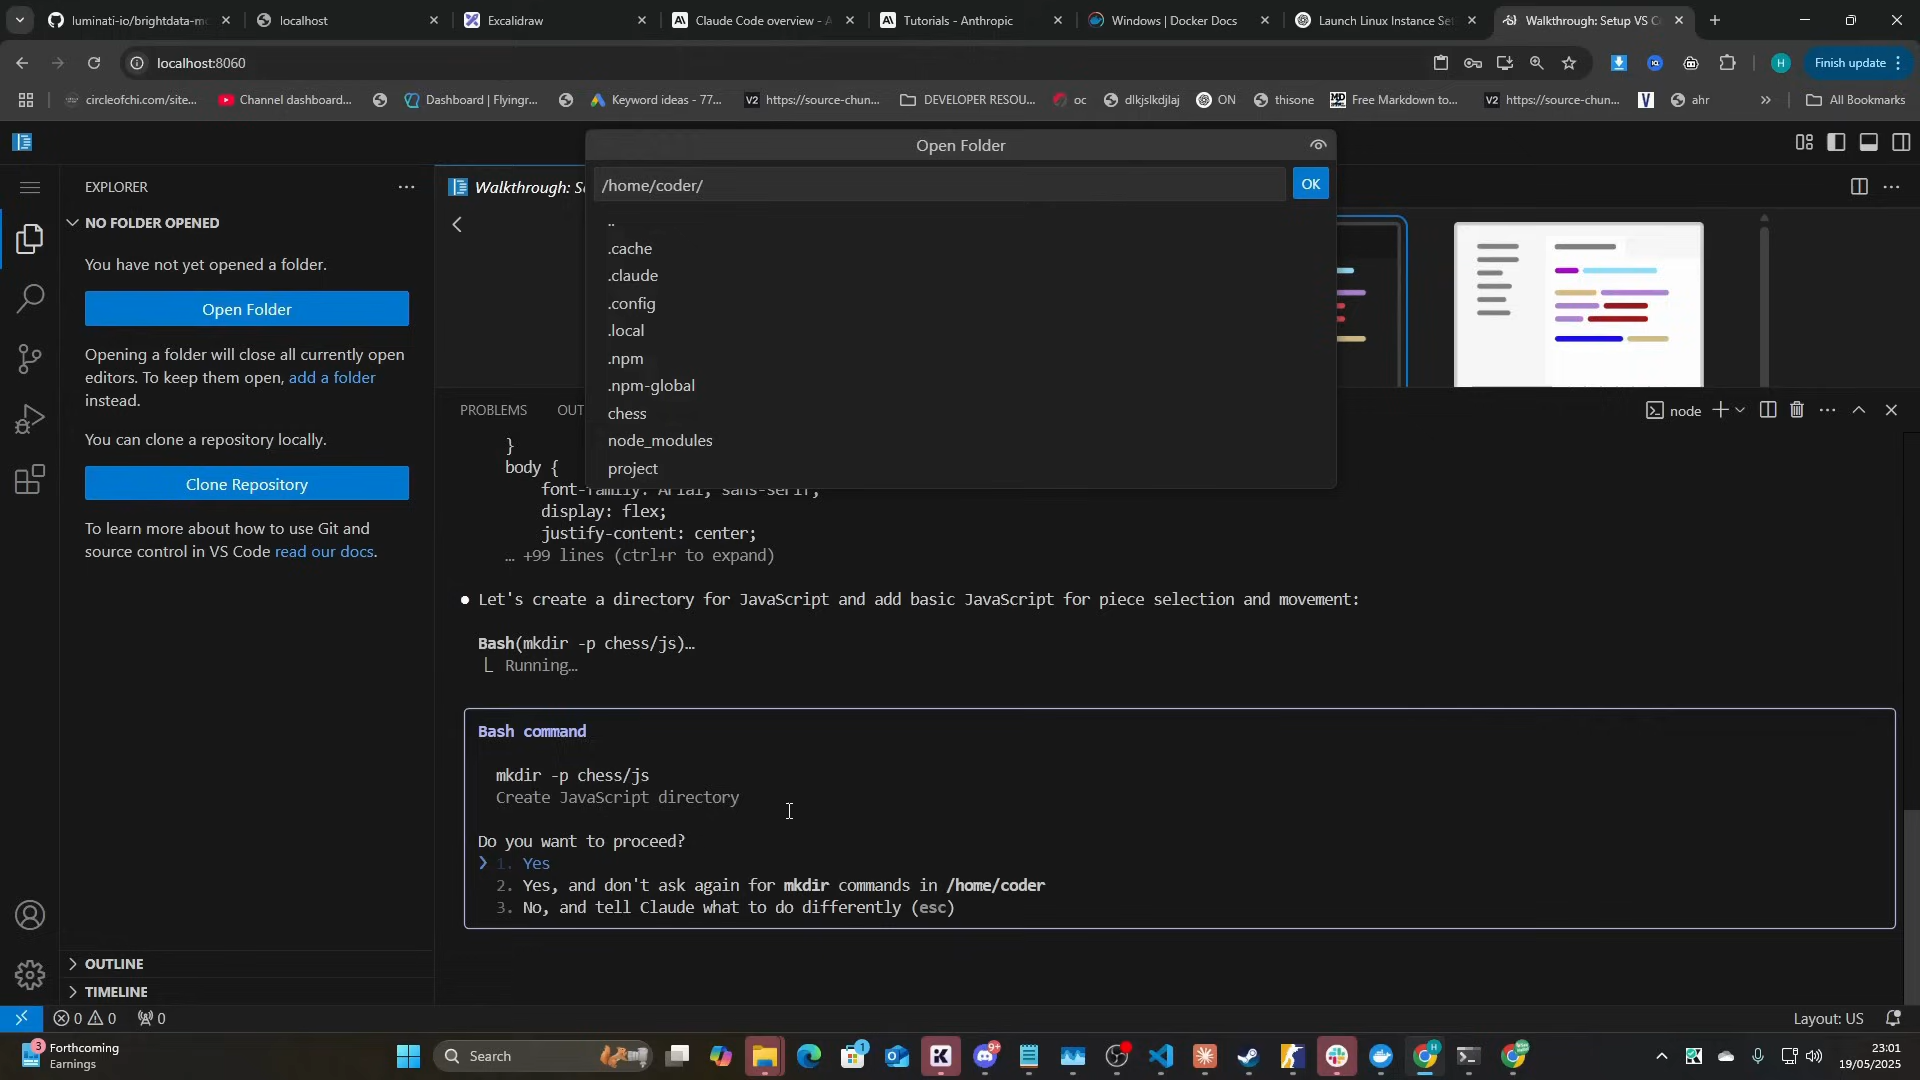 luminati-io/brightdata-mc
localhost
Excalidraw
Claude Code overview - A
Tutorials - Anthropic
Windows | Docker Docs
Launch Linux Instance Set
Walkthrough: Setup VS Co
localhost:8060
H
Finish update
circleofchi.com/site...
Channel dashboard...
Dashboard | Flyingr...
Keyword ideas - 77...
https://source-chun...
DEVELOPER RESOU...
oc
dlkjslkdjlaj
ON
thisone
Free Markdown to...
https://source-chun...
ahr
All Bookmarks
Open Folder
/home/coder/
OK
..
.cache
.claude
.config
.local
.npm
.npm-global
chess
node_modules
project
EXPLORER
NO FOLDER OPENED
You have not yet opened a folder.
Open Folder
Opening a folder will close all currently open
editors. To keep them open, add a folder
instead.
You can clone a repository locally.
Clone Repository
To learn more about how to use Git and
source control in VS Code read our docs.
OUTLINE
TIMELINE
Walkthrough: Se
PROBLEMS
OUT
node
}
body {
font-family: Arial, sans-serif;
display: flex;
justify-content: center;
… +99 lines (ctrl+r to expand)
● Let's create a directory for JavaScript and add basic JavaScript for piece selection and movement:
Bash(mkdir -p chess/js)…
⎣ Running…
Bash command
mkdir -p chess/js
Create JavaScript directory
Do you want to proceed?
❯ 1. Yes
2. Yes, and don't ask again for mkdir commands in /home/coder
3. No, and tell Claude what to do differently (esc)
0 0 0
Layout: US
3
Forthcoming
Earnings
Search
1
9+
23:01
19/05/2025